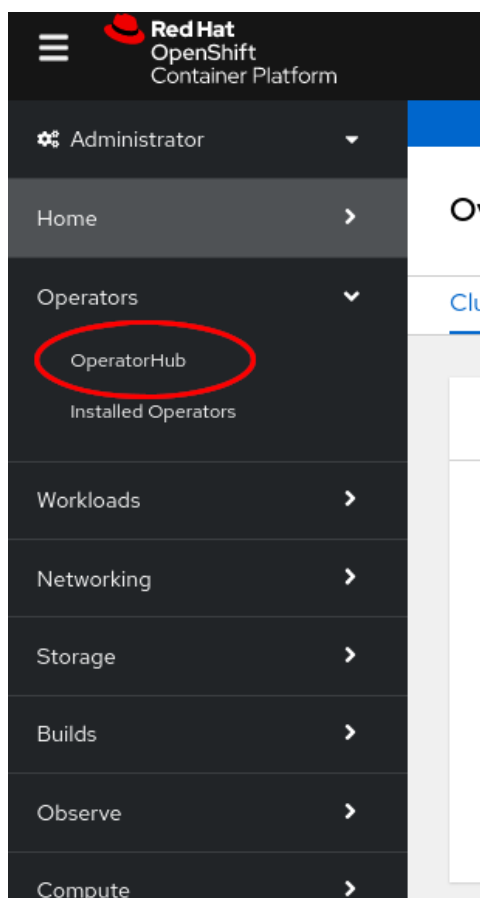 Red Hat
OpenShift
Container Platform
Administrator
Home
Operators
OperatorHub
Installed Operators
Workloads
Networking
Storage
Builds
Observe
Compute